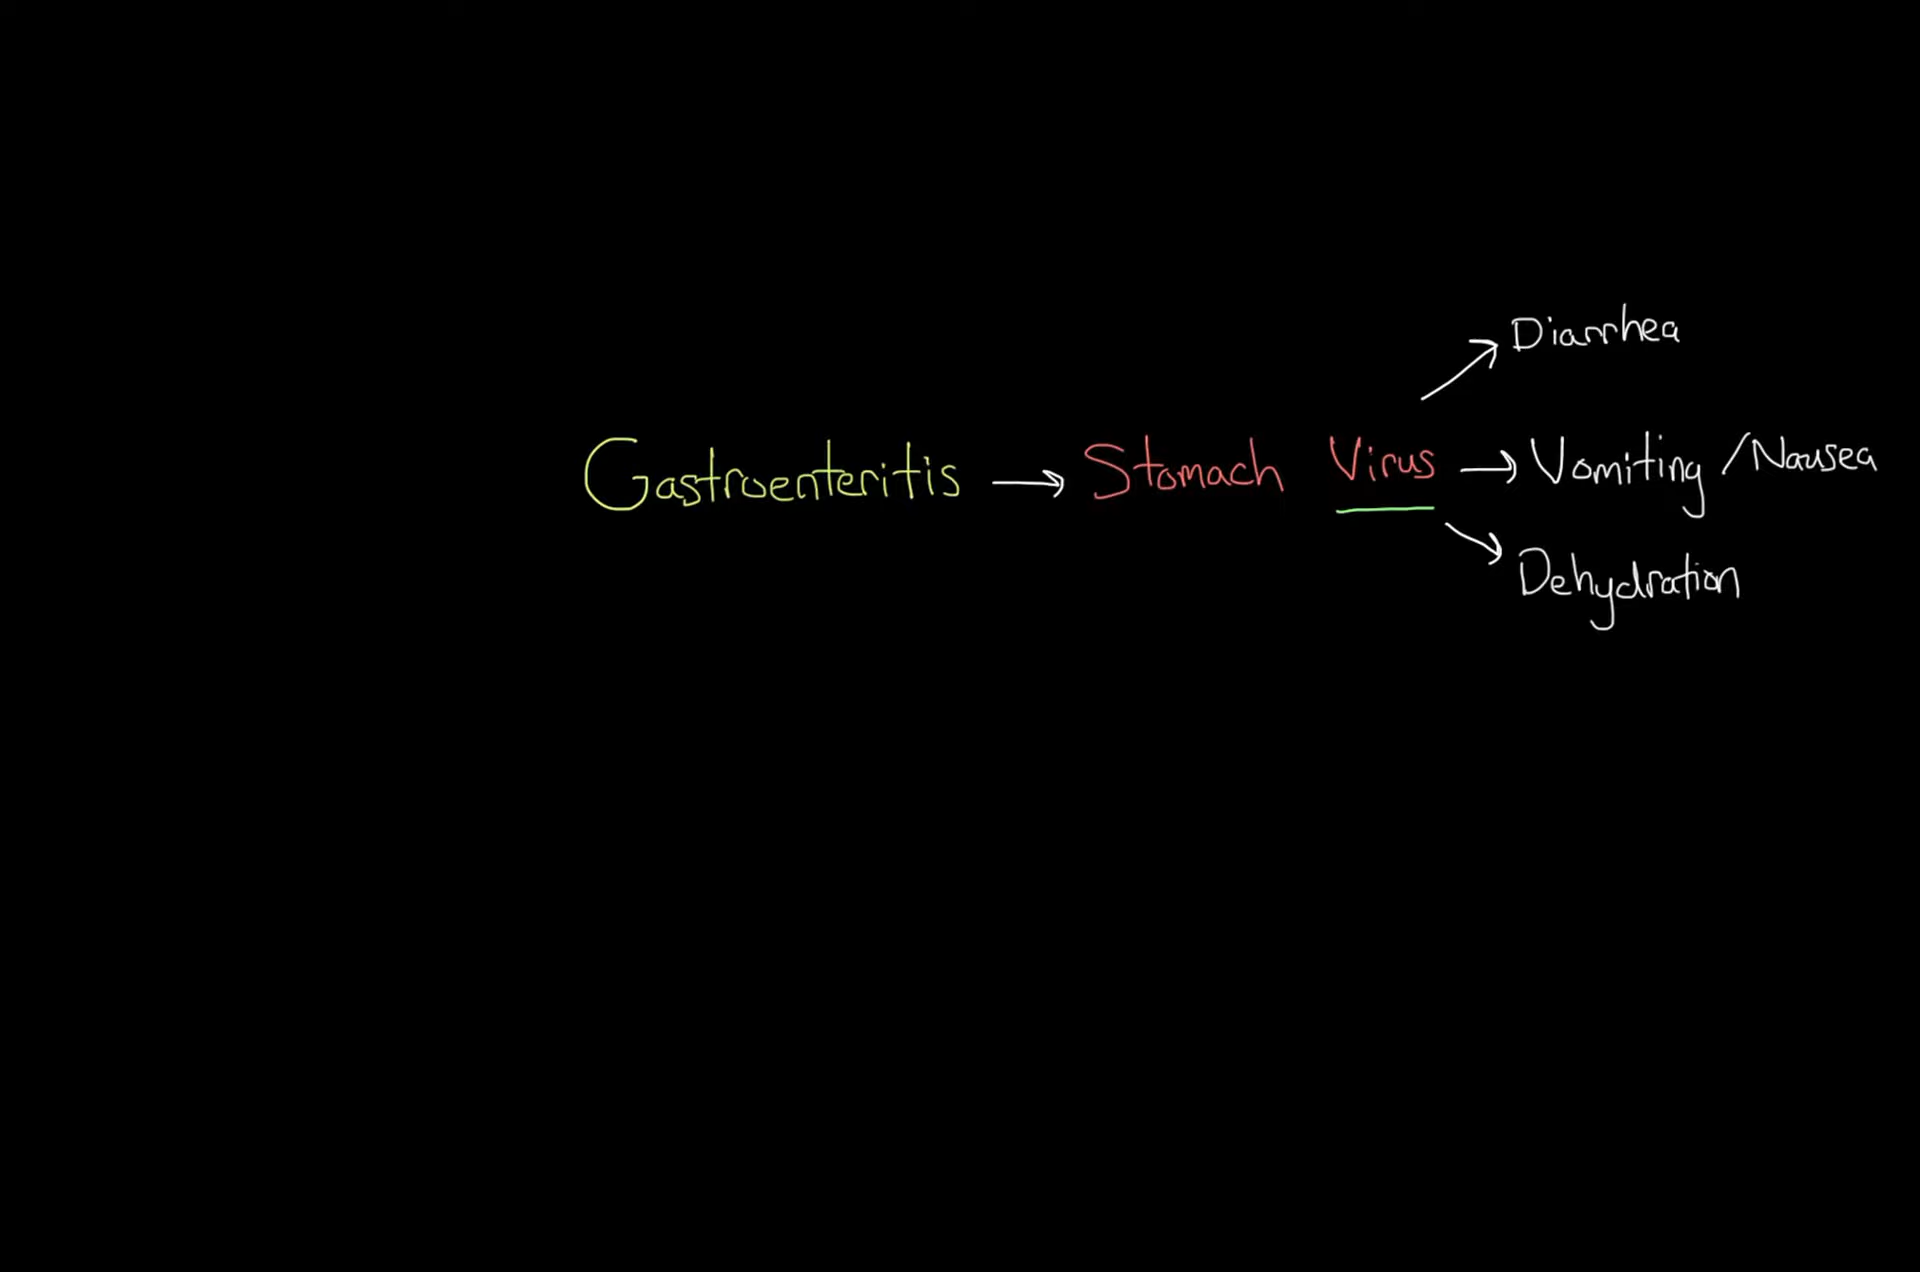 Diarrhea
Gastroenteritis → Stomach Virus → Vomiting / Nausea
Dehydration